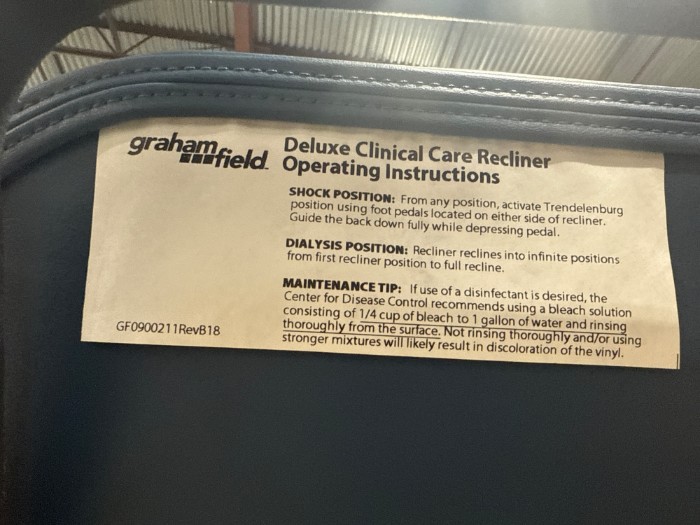 grahamfield
Deluxe Clinical Care Recliner
Operating Instructions
SHOCK POSITION: From any position, activate Trendelenburg
position using foot pedals located on either side of recliner.
Guide the back down fully while depressing pedal.
DIALYSIS POSITION: Recliner reclines into infinite positions
from first recliner position to full recline.
MAINTENANCE TIP: If use of a disinfectant is desired, the
Center for Disease Control recommends using a bleach solution
consisting of 1/4 cup of bleach to 1 gallon of water and rinsing
thoroughly from the surface. Not rinsing thoroughly and/or using
stronger mixtures will likely result in discoloration of the vinyl.
GF0900211RevB18